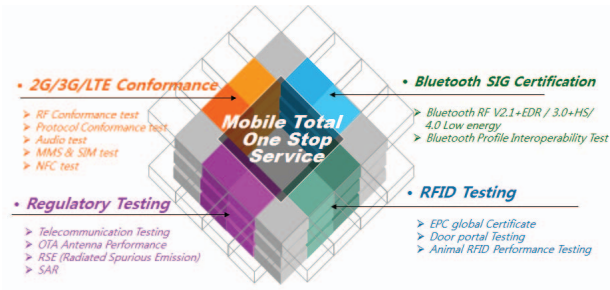 • 2G/3G/LTE Conformance
➢ RF Conformance test
➢ Protocol Conformance test
➢ Audio test
➢ MMS & SIM test
➢ NFC test
• Bluetooth SIG Certification
➢ Bluetooth RF V2.1+EDR / 3.0+HS/
4.0 Low energy
➢ Bluetooth Profile Interoperability Test
Mobile Total
One Stop
Service
• Regulatory Testing
➢ Telecommunication Testing
➢ OTA Antenna Performance
➢ RSE (Radiated Spurious Emission)
➢ SAR
• RFID Testing
➢ EPC global Certificate
➢ Door portal Testing
➢ Animal RFID Performance Testing